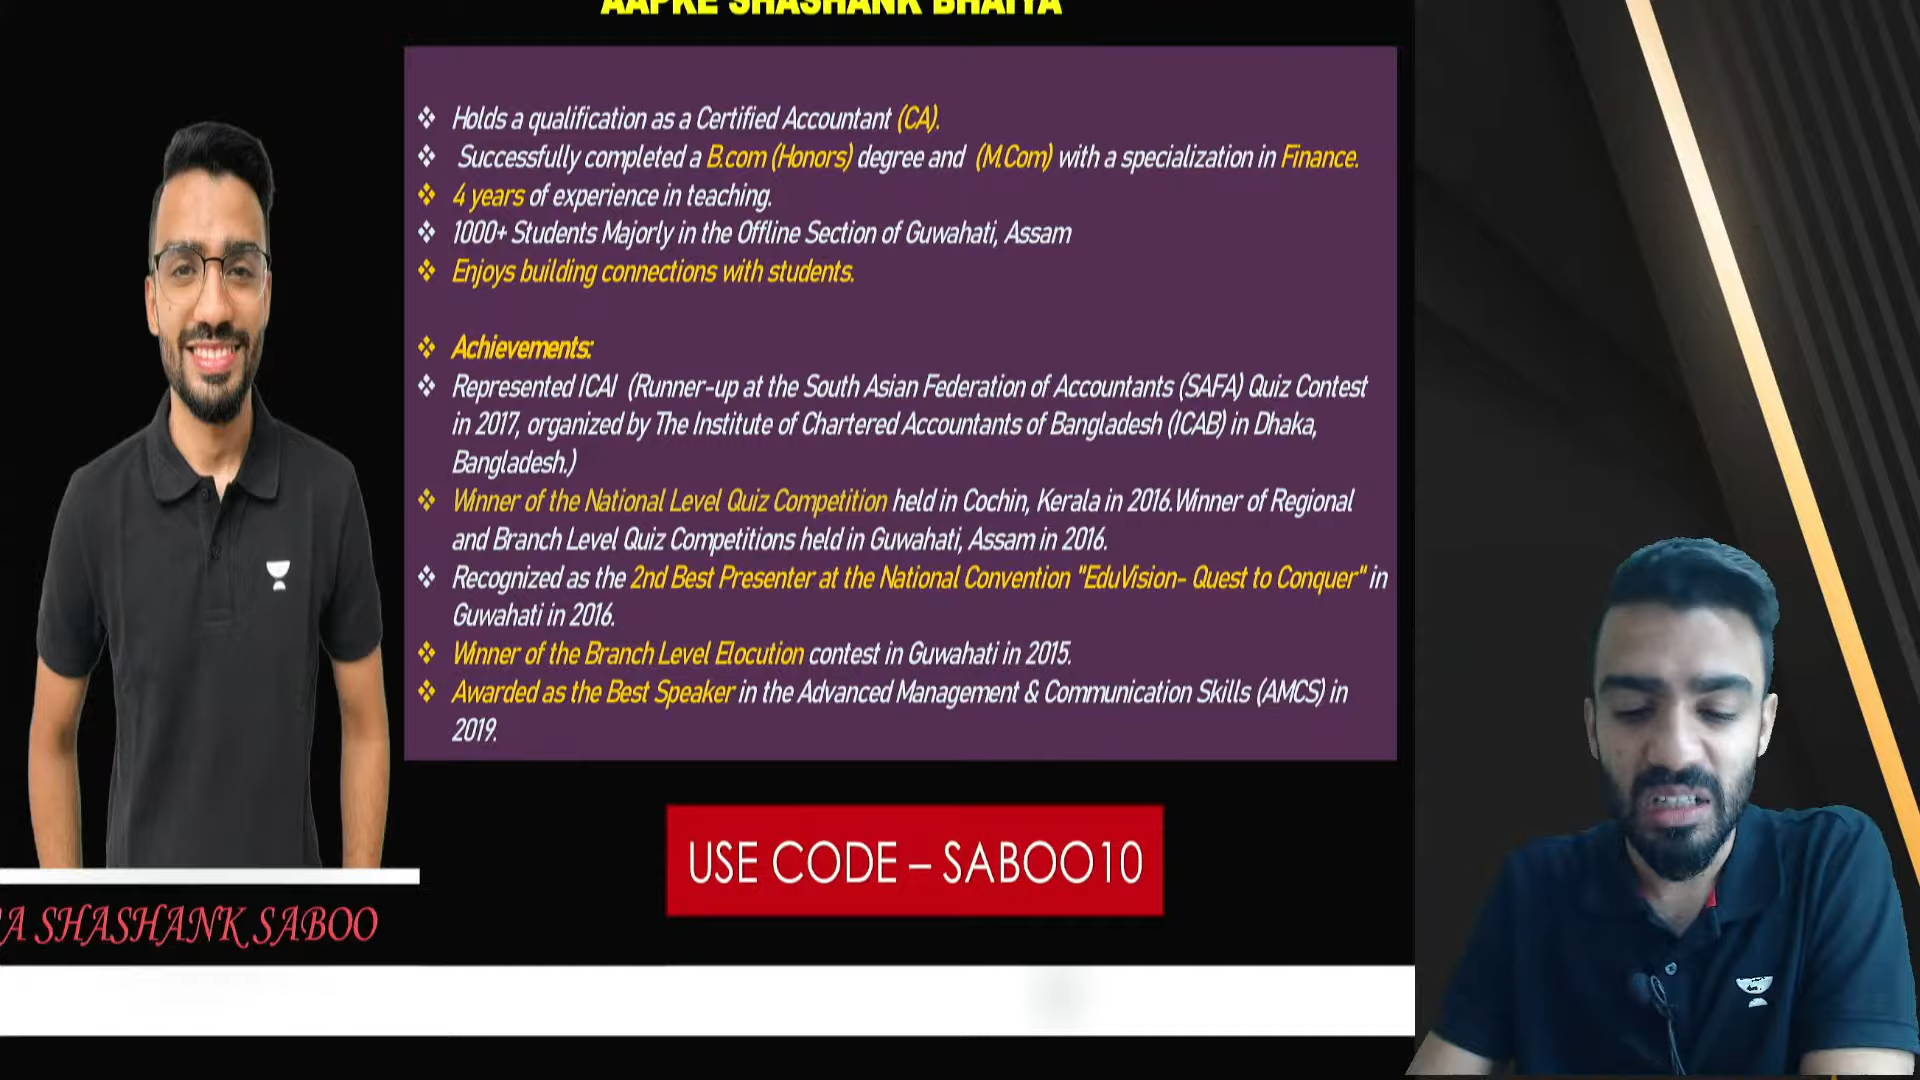 AAPKE SHASHANK BHAIYA
Holds a qualification as a Certified Accountant (CA).
Successfully completed a B.com (Honors) degree and (M.Com) with a specialization in Finance.
4 years of experience in teaching.
1000+ Students Majorly in the Offline Section of Guwahati, Assam
Enjoys building connections with students.
Achievements:
Represented ICAI (Runner-up at the South Asian Federation of Accountants (SAFA) Quiz Contest
in 2017, organized by The Institute of Chartered Accountants of Bangladesh (ICAB) in Dhaka,
Bangladesh.)
Winner of the National Level Quiz Competition held in Cochin, Kerala in 2016.Winner of Regional
and Branch Level Quiz Competitions held in Guwahati, Assam in 2016.
Recognized as the 2nd Best Presenter at the National Convention "EduVision- Quest to Conquer" in
Guwahati in 2016.
Winner of the Branch Level Elocution contest in Guwahati in 2015.
Awarded as the Best Speaker in the Advanced Management & Communication Skills (AMCS) in
2019.
USE CODE – SABOO10
CA SHASHANK SABOO